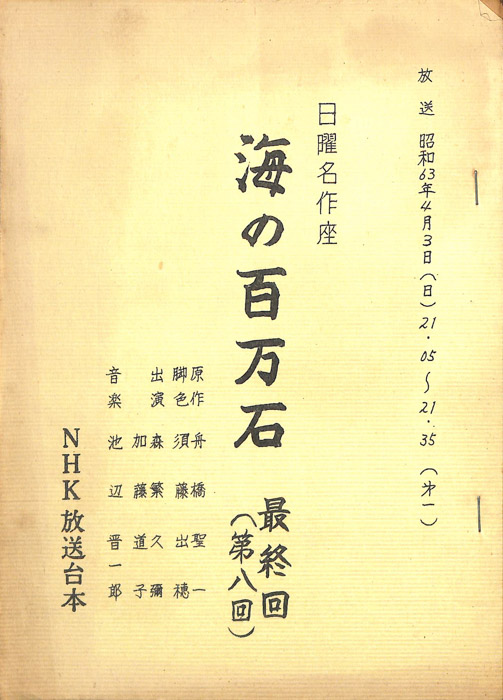 放送 昭和63年4月3日(日)21・05～21・35(オ一)
日曜名作座
海の百万石 最終回
(第八回)
原作 舟橋聖一
脚色 須藤出穂
出演 森繁久彌
加藤道子
音楽 池辺晋一郎
NHK放送台本